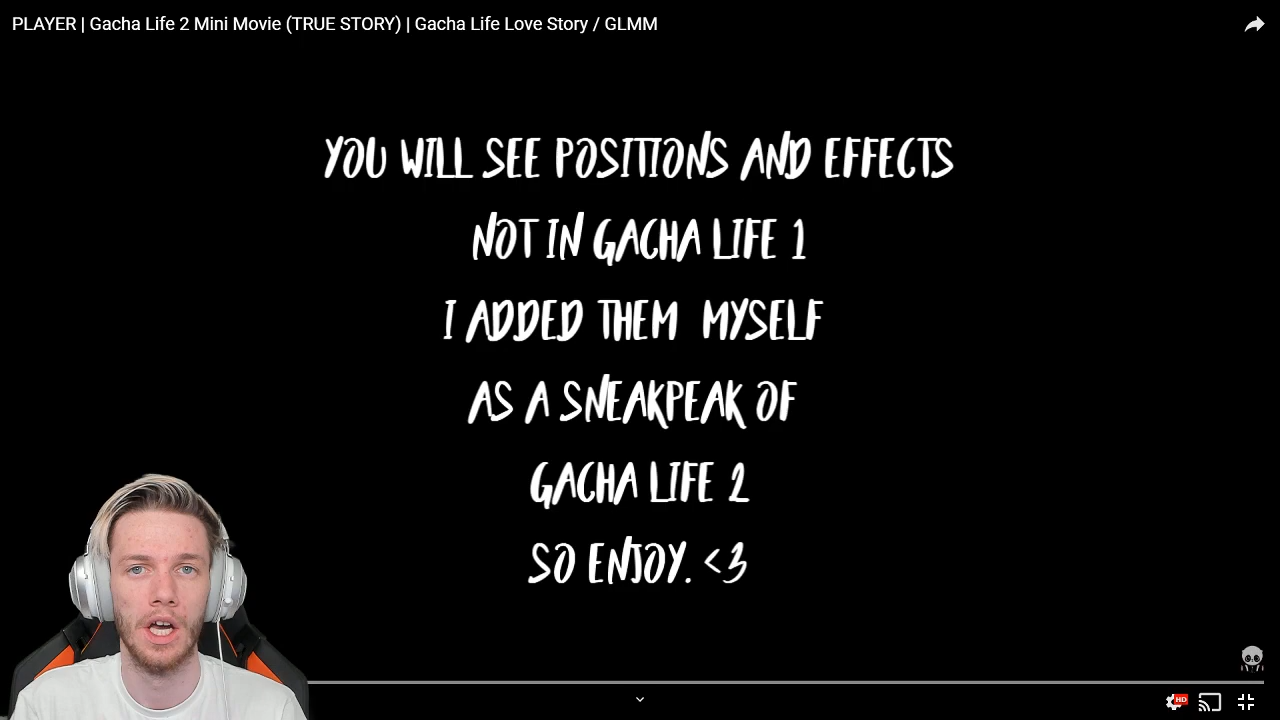 PLAYER | Gacha Life 2 Mini Movie (TRUE STORY) | Gacha Life Love Story / GLMM
YOU WILL SEE POSITIONS AND EFFECTS
NOT IN GACHA LIFE 1
I ADDED THEM MYSELF
AS A SNEAKPEAK OF
GACHA LIFE 2
SO ENJOY. <3
HD